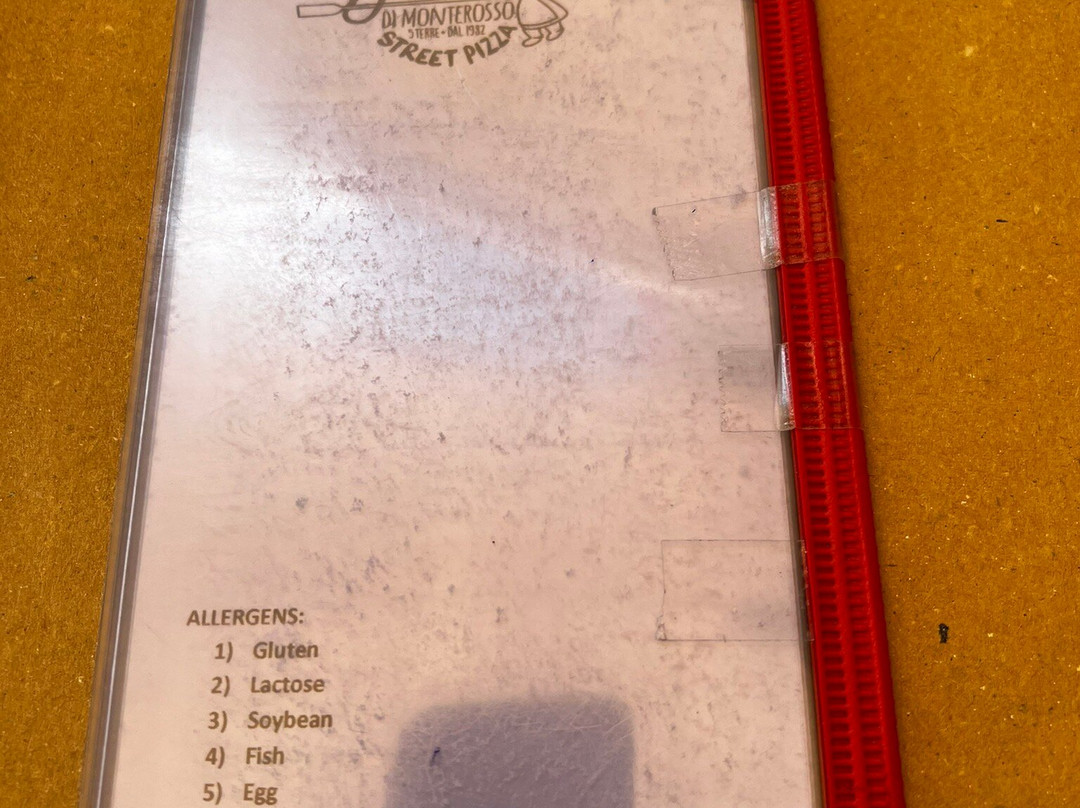 DI MONTEROSSO
5 TERRE • DAL 1982
STREET PIZZA
ALLERGENS:
1) Gluten
2) Lactose
3) Soybean
4) Fish
5) Egg